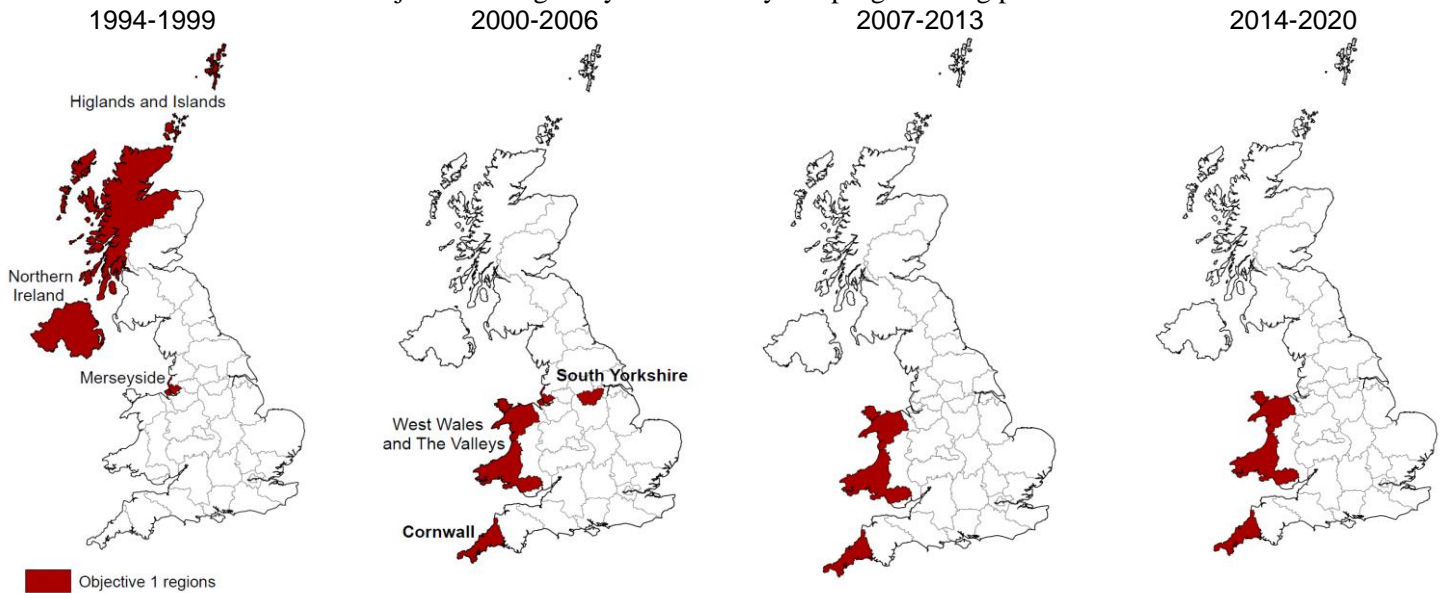 1994-1999
2000-2006
2007-2013
2014-2020
Higlands and Islands
Northern
Ireland
Merseyside
South Yorkshire
West Wales
and The Valleys
Cornwall
Objective 1 regions